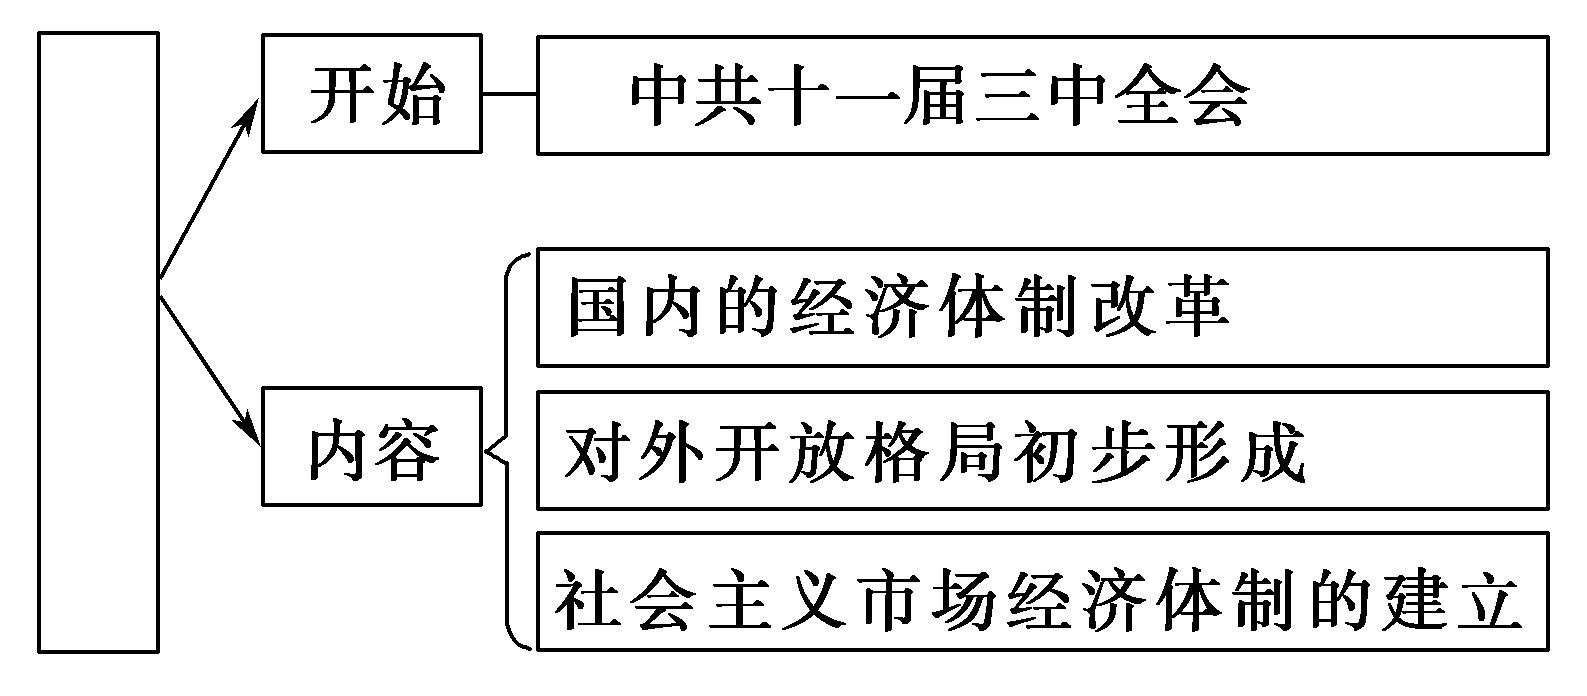 开始
中共十一届三中全会
内容
国内的经济体制改革
对外开放格局初步形成
社会主义市场经济体制的建立